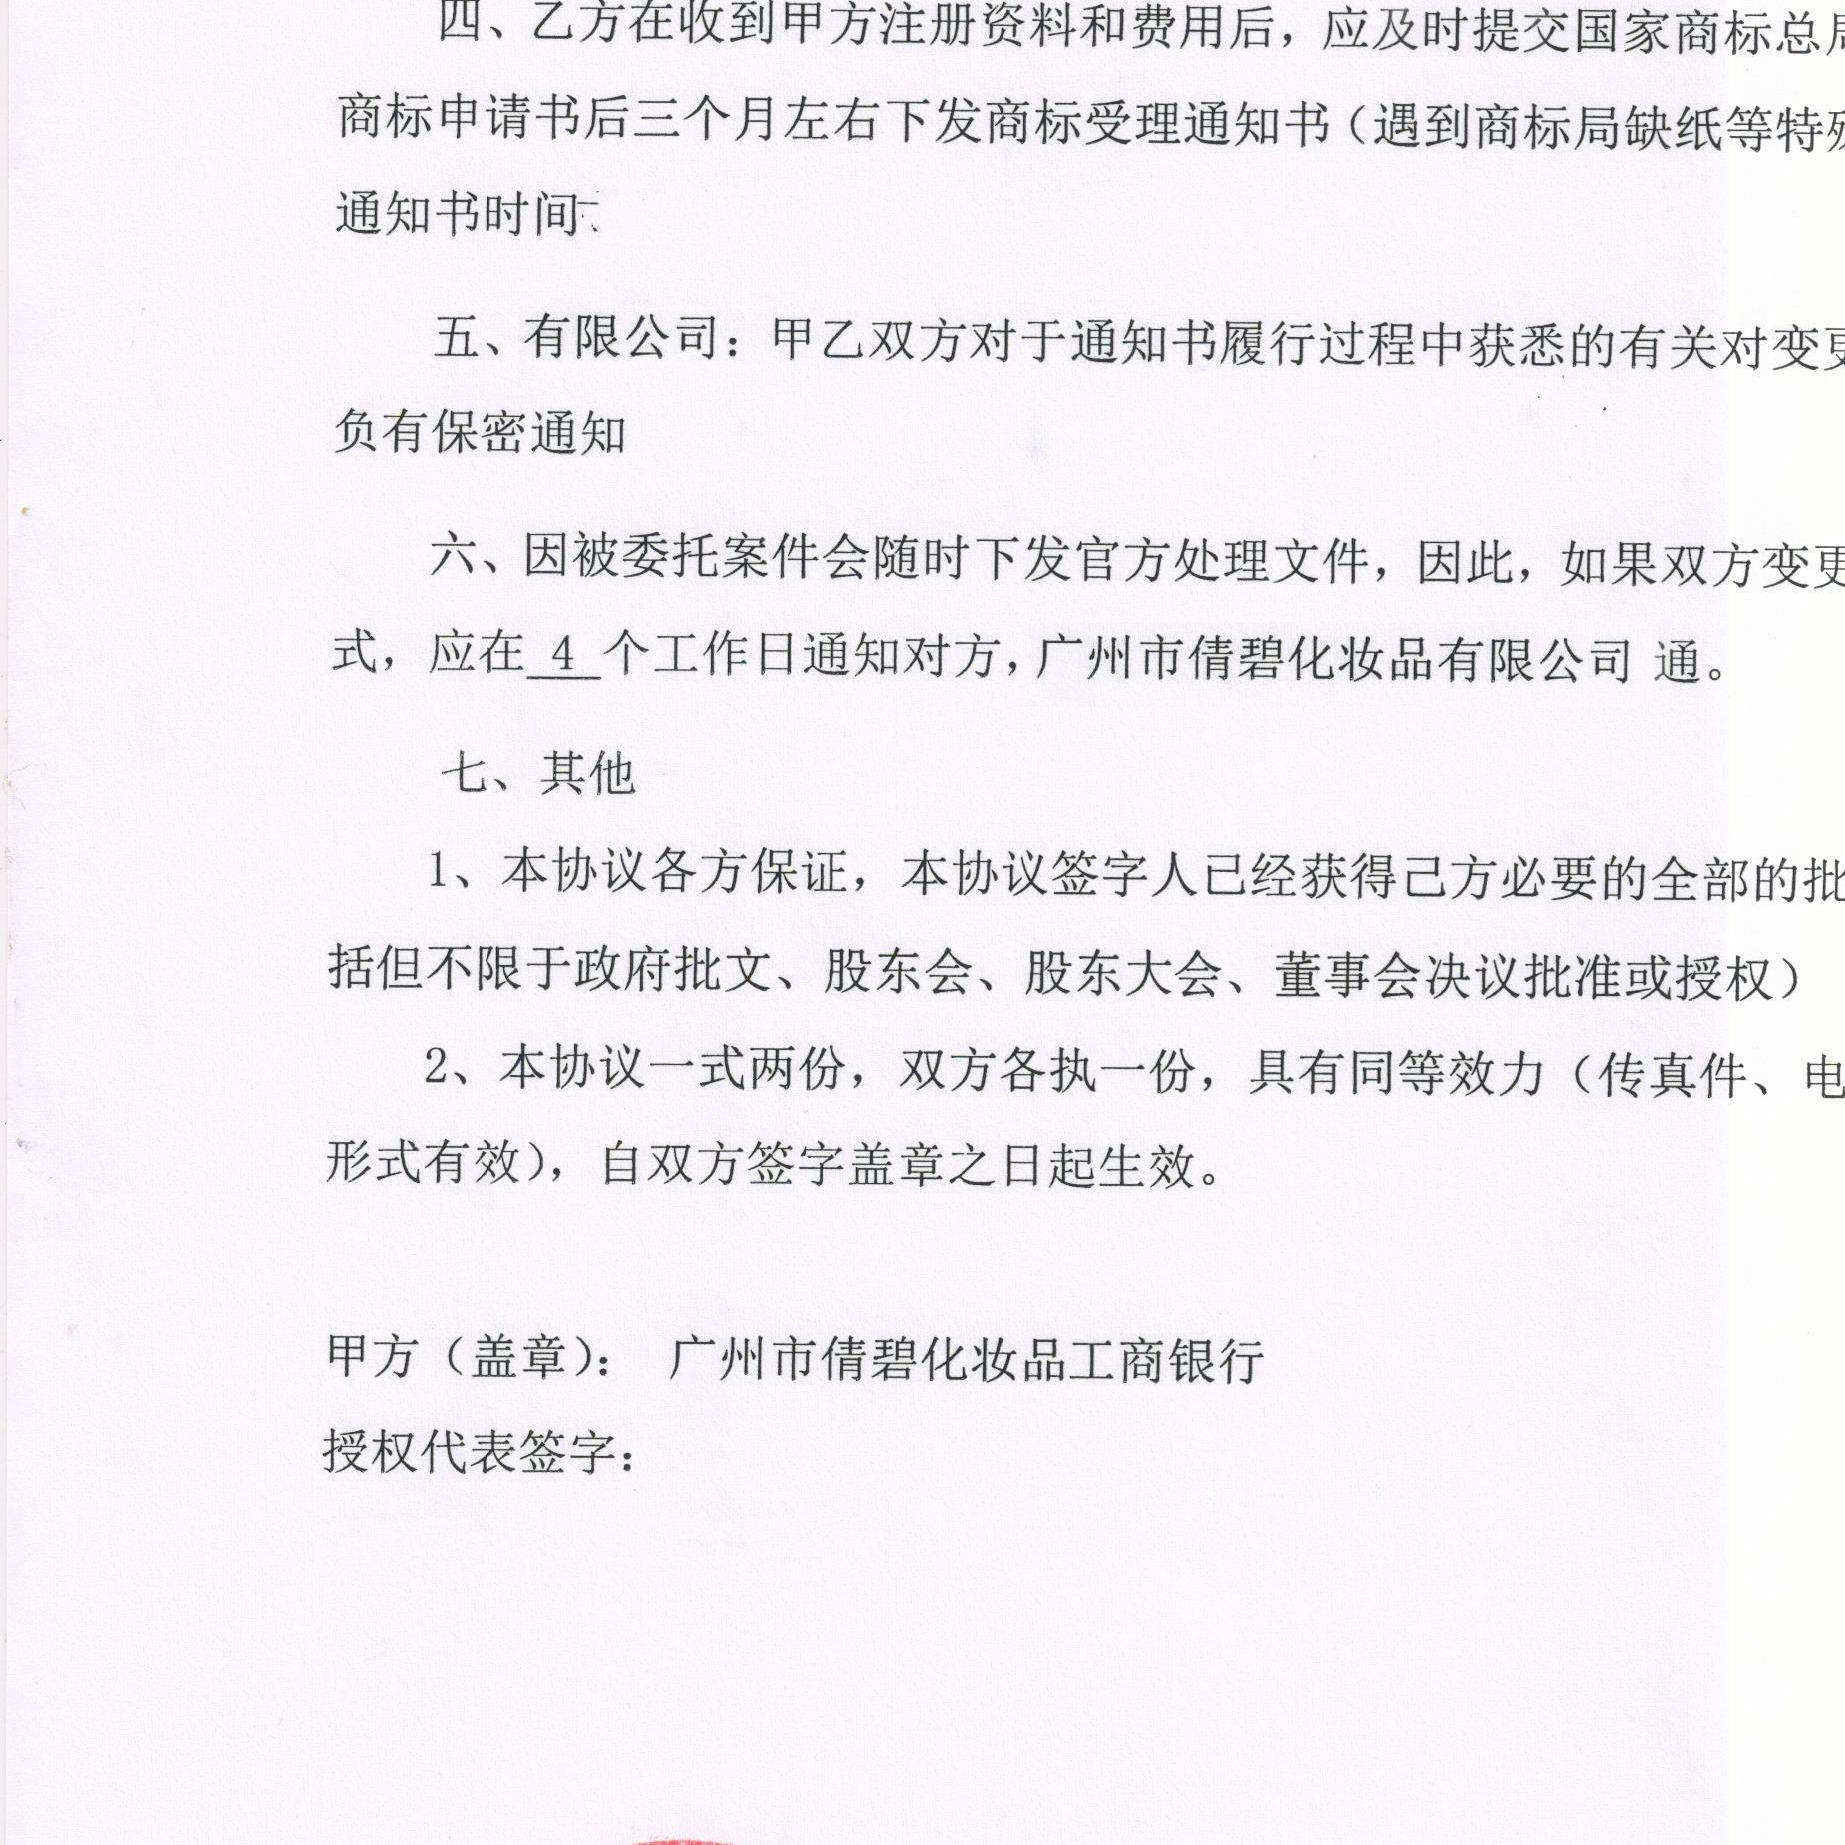 四、乙方在收到甲方注册资料和费用后，应及时提交国家商标总局
商标申请书后三个月左右下发商标受理通知书（遇到商标局缺纸等特殊
通知书时间
五、有限公司：甲乙双方对于通知书履行过程中获悉的有关对变更
负有保密通知
六、因被委托案件会随时下发官方处理文件，因此，如果双方变更
式，应在 4 个工作日通知对方，广州市倩碧化妆品有限公司 通。
七、其他
1、本协议各方保证，本协议签字人已经获得己方必要的全部的批
括但不限于政府批文、股东会、股东大会、董事会决议批准或授权）
2、本协议一式两份，双方各执一份，具有同等效力（传真件、电
形式有效），自双方签字盖章之日起生效。
甲方（盖章）： 广州市倩碧化妆品工商银行
授权代表签字：